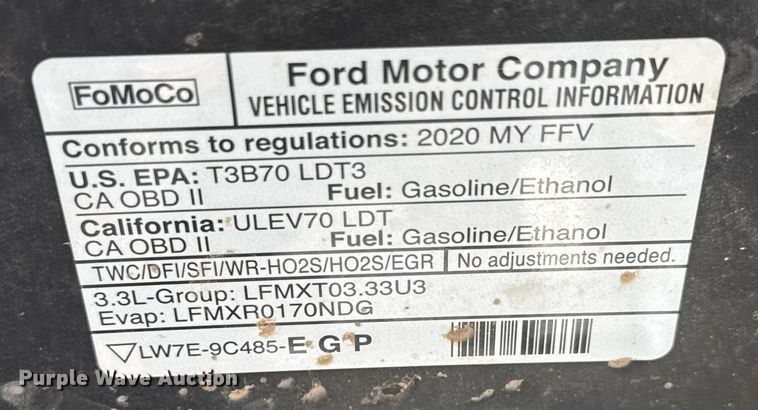 FoMoCo
Ford Motor Company
VEHICLE EMISSION CONTROL INFORMATION
Conforms to regulations: 2020 MY FFV
U.S. EPA: T3B70 LDT3
CA OBD II Fuel: Gasoline/Ethanol
California: ULEV70 LDT
CA OBD II Fuel: Gasoline/Ethanol
TWC/DFI/SFI/WR-HO2S/HO2S/EGR No adjustments needed.
3.3L-Group: LFMXT03.33U3
Evap: LFMXR0170NDG
▽LW7E-9C485-E G P
Purple Wave Auction